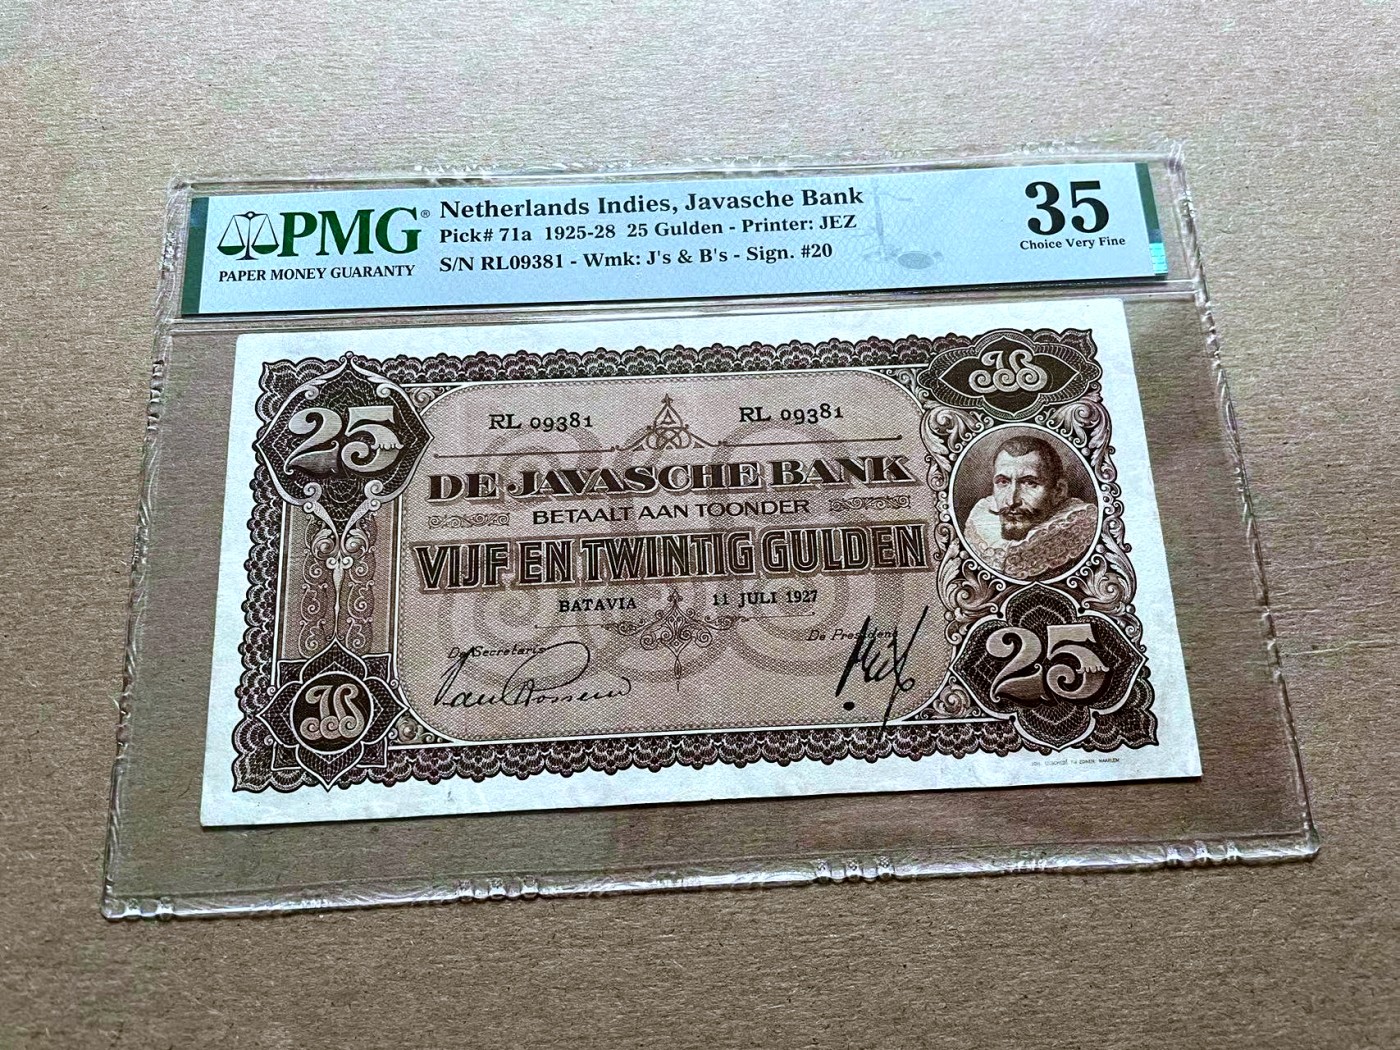 PMG®
PAPER MONEY GUARANTY
Netherlands Indies, Javasche Bank
Pick# 71a 1925-28 25 Gulden - Printer: JEZ
S/N RL09381 - Wmk: J's & B's - Sign. #20
35
Choice Very Fine
25
JB
RL 09381
RL 09381
DE JAVASCHE BANK
BETAALT AAN TOONDER
VIJF EN TWINTIG GULDEN
BATAVIA 11 JULI 1927
De Secretaris
De President
JB
25